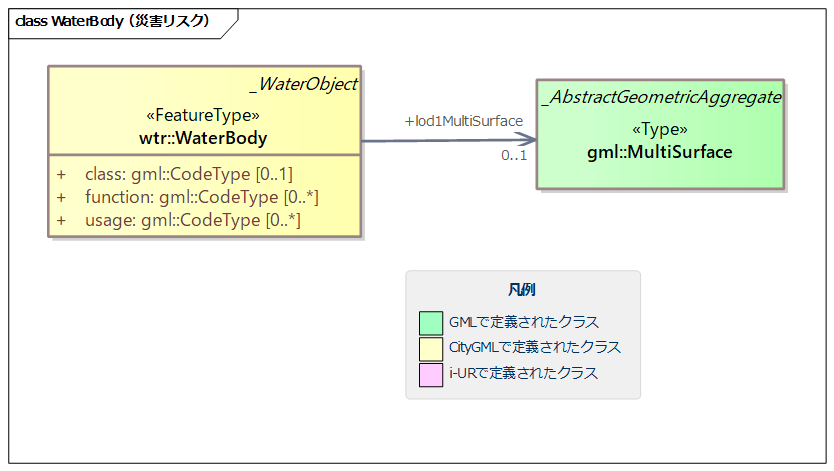 class WaterBody (災害リスク)
_WaterObject
«FeatureType»
wtr::WaterBody
+ class: gml::CodeType [0..1]
+ function: gml::CodeType [0..*]
+ usage: gml::CodeType [0..*]
+lod1MultiSurface
0..1
_AbstractGeometricAggregate
«Type»
gml::MultiSurface
凡例
GMLで定義されたクラス
CityGMLで定義されたクラス
i-URで定義されたクラス